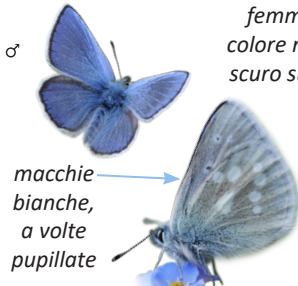 ♂
femm
colore
scuro
macchie
bianche,
a volte
pupillate